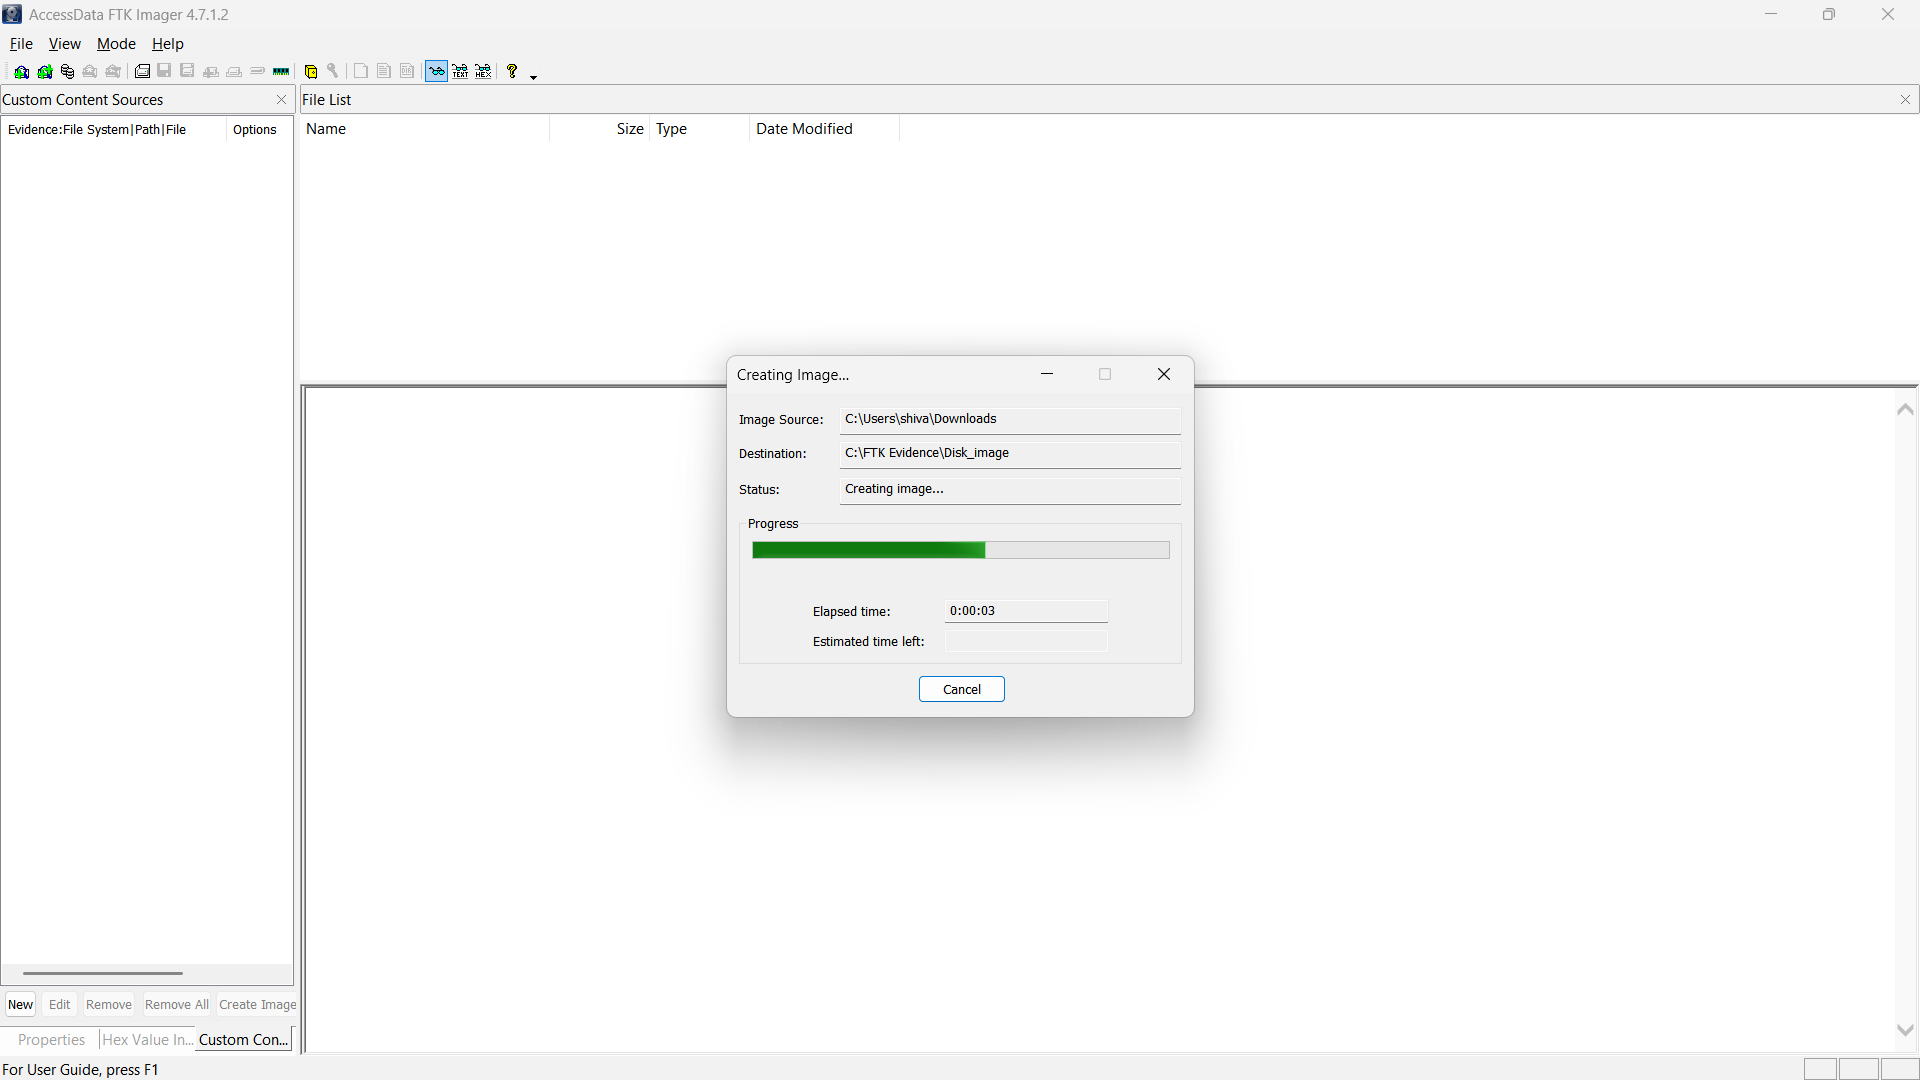 AccessData FTK Imager 4.7.1.2
File View Mode Help
TEXT HEX
Custom Content Sources
File List
Evidence:File System|Path|File Options
Name Size Type Date Modified
Creating Image...
Image Source: C:\Users\shiva\Downloads
Destination: C:\FTK Evidence\Disk_image
Status: Creating image...
Progress
Elapsed time: 0:00:03
Estimated time left:
Cancel
New Edit Remove Remove All Create Image
Properties Hex Value In... Custom Con...
For User Guide, press F1